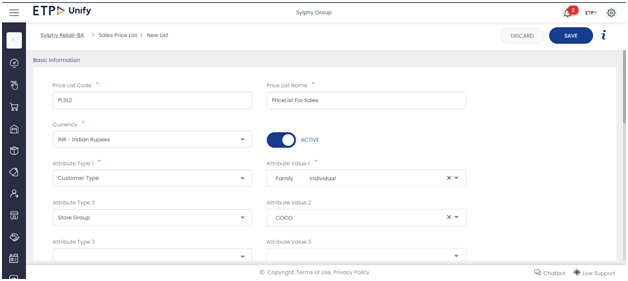 ETP Unify
Sylphy Group
2
ETP
Sylphy Retail-BA > Sales Price List > New List
DISCARD
SAVE
i
Basic Information
Price List Code *
Price List Name *
PLSL2
PriceList For Sales
Currency *
INR - Indian Rupees
ACTIVE
Attribute Type 1 *
Attribute Value 1 *
Customer Type
Family Individual
Attribute Type 2
Attribute Value 2
Store Group
COCO
Attribute Type 3
Attribute Value 3
© Copyright, Terms of Use, Privacy Policy
Chatbot
Live Support